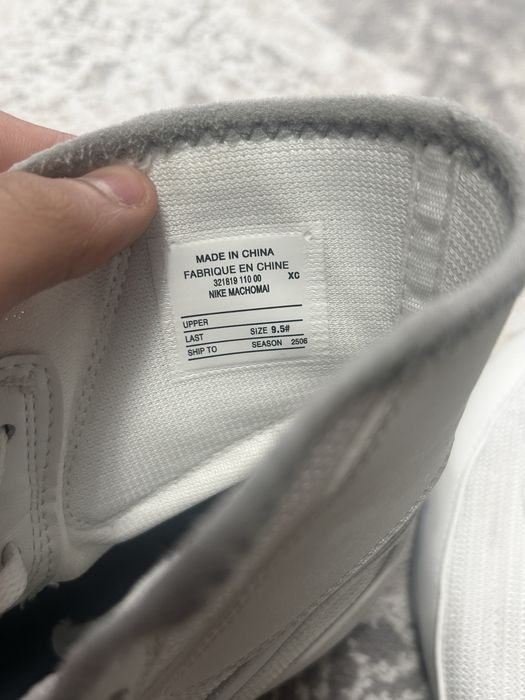 MADE IN CHINA
FABRIQUE EN CHINE
321819 110 00 XC
NIKE MACHOMAI
UPPER
LAST SIZE 9.5#
SHIP TO SEASON 2506